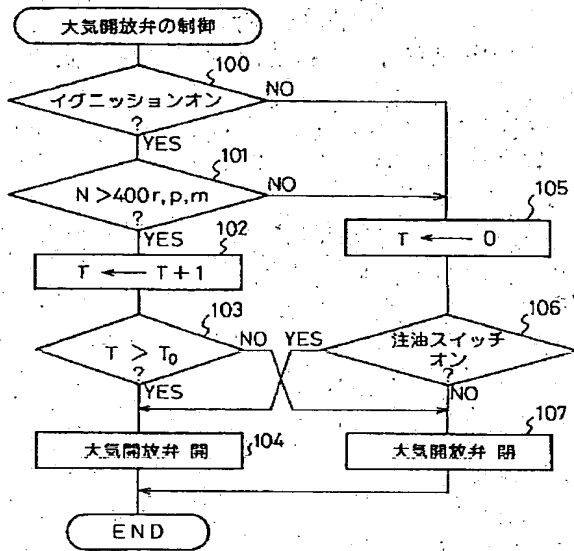 大気開放弁の制御
100
イグニッションオン
?
NO
YES
101
N>400r,p,m
?
NO
YES
102
T ← T+1
105
T ← 0
103
T > T₀
?
NO
YES
YES
106
注油スイッチ
オン
?
NO
大気開放弁 開
104
107
大気開放弁 閉
END